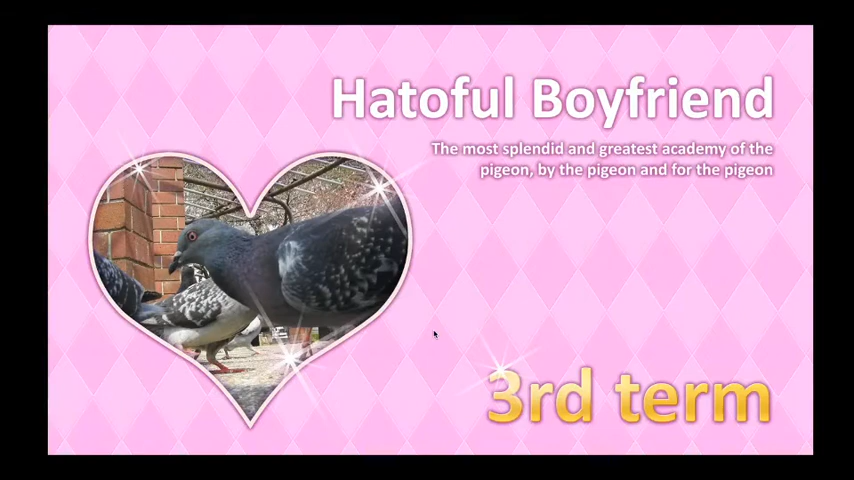 Hatoful Boyfriend
The most splendid and greatest academy of the
pigeon, by the pigeon and for the pigeon
3rd term